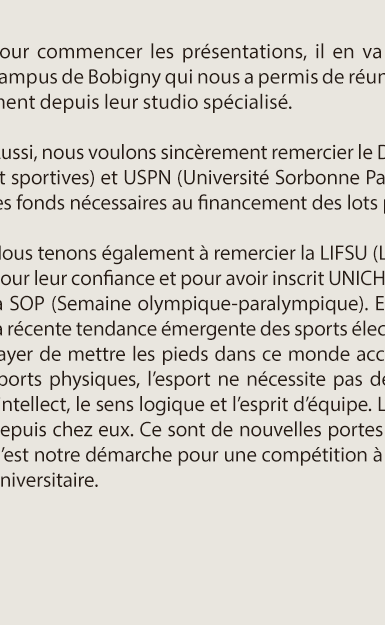 our commencer les présentations, il en va
ampus de Bobigny qui nous a permis de réun
ment depuis leur studio spécialisé.
ussi, nous voulons sincèrement remercier le D
t sportives) et USPN (Université Sorbonne Pa
es fonds nécessaires au financement des lots
ous tenons également à remercier la LIFSU (L
our leur confiance et pour avoir inscrit UNICH
a SOP (Semaine olympique-paralympique). E
a récente tendance émergente des sports élec
ayer de mettre les pieds dans ce monde acc
ports physiques, l’esport ne nécessite pas de
intellect, le sens logique et l’esprit d’équipe. L
epuis chez eux. Ce sont de nouvelles portes
’est notre démarche pour une compétition à
niversitaire.